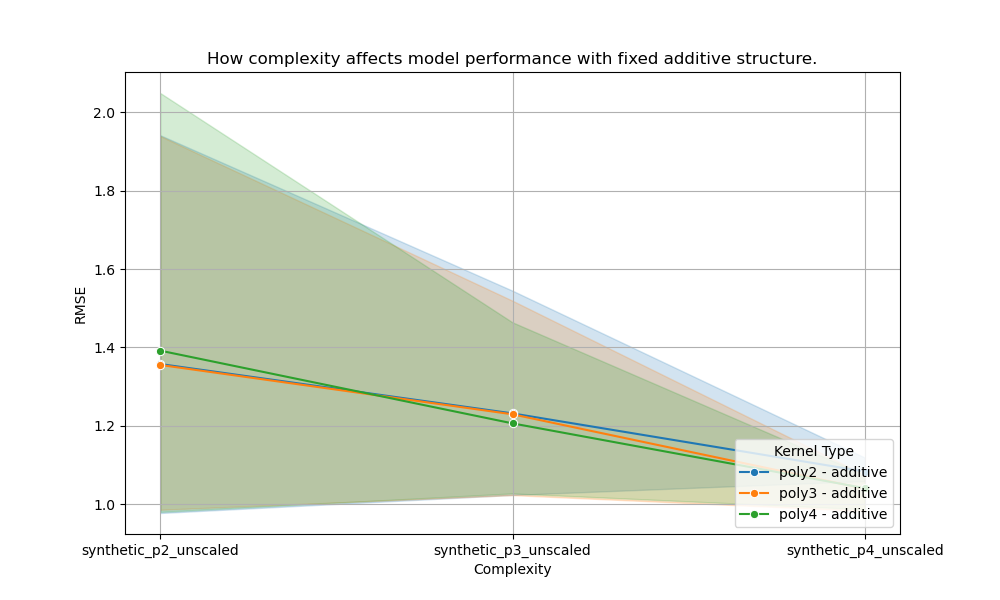 How complexity affects model performance with fixed additive structure.
2.0
1.8
1.6
1.4
1.2
1.0
RMSE
Kernel Type
poly2 - additive
poly3 - additive
poly4 - additive
synthetic_p2_unscaled
synthetic_p3_unscaled
synthetic_p4_unscaled
Complexity